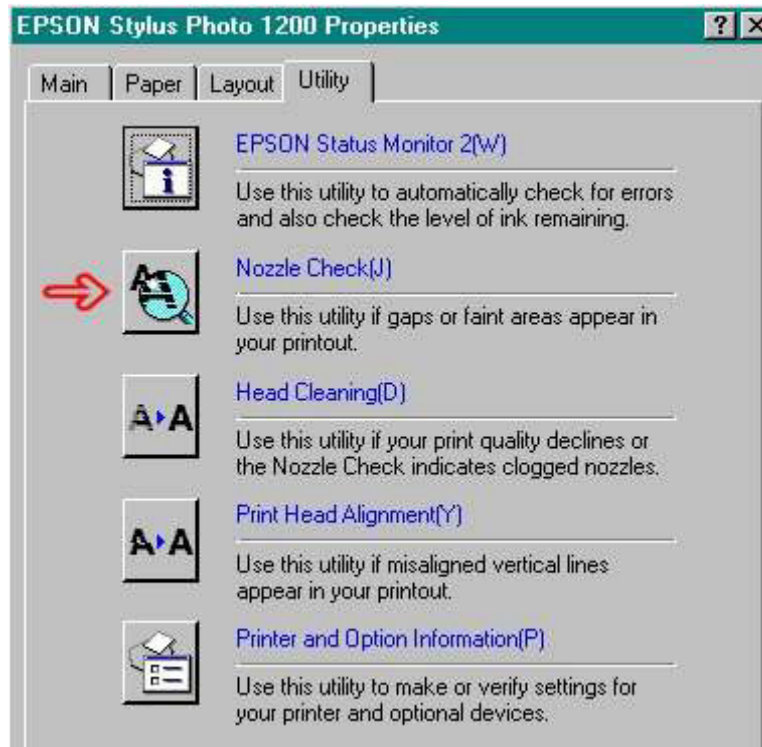 EPSON Stylus Photo 1200 Properties
Main Paper Layout Utility
EPSON Status Monitor 2(W)
Use this utility to automatically check for errors
and also check the level of ink remaining.
Nozzle Check(J)
Use this utility if gaps or faint areas appear in
your printout.
Head Cleaning(D)
Use this utility if your print quality declines or
the Nozzle Check indicates clogged nozzles.
Print Head Alignment(Y)
Use this utility if misaligned vertical lines
appear in your printout.
Printer and Option Information(P)
Use this utility to make or verify settings for
your printer and optional devices.